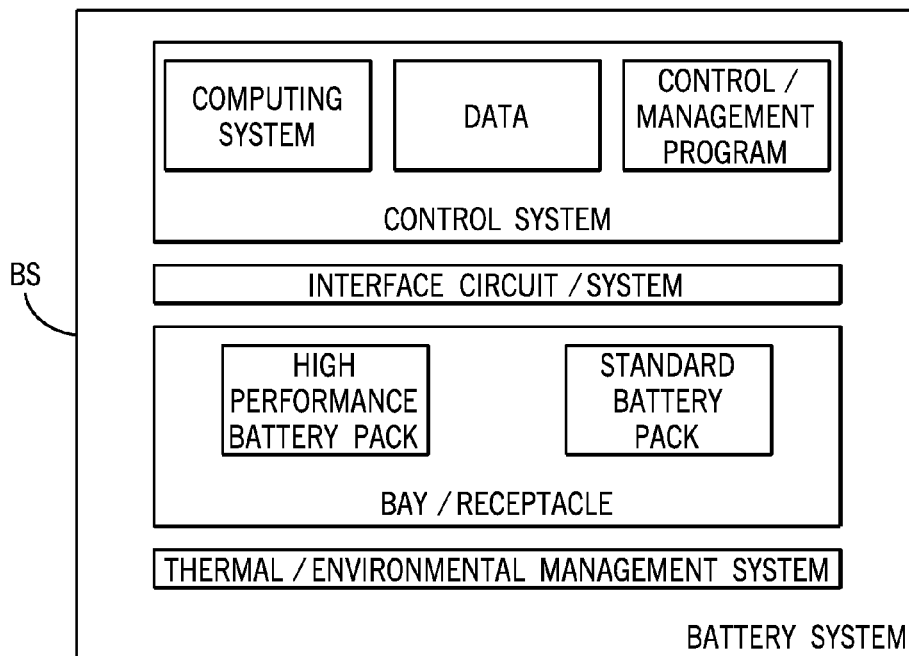 COMPUTING
SYSTEM
DATA
CONTROL /
MANAGEMENT
PROGRAM
CONTROL SYSTEM
BS
INTERFACE CIRCUIT / SYSTEM
HIGH
PERFORMANCE
BATTERY PACK
STANDARD
BATTERY
PACK
BAY / RECEPTACLE
THERMAL / ENVIRONMENTAL MANAGEMENT SYSTEM
BATTERY SYSTEM